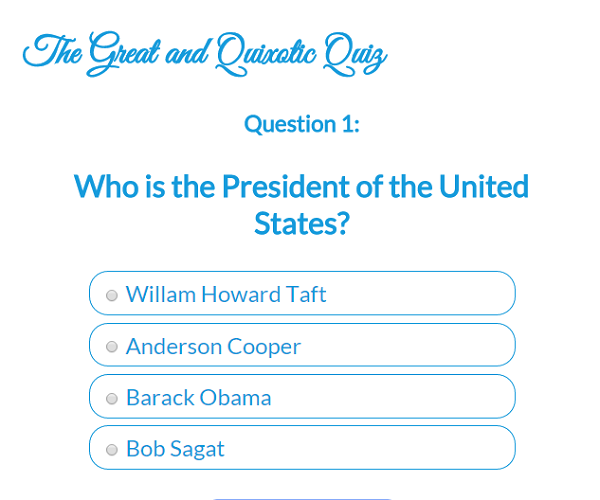 The Great and Quixotic Quiz
Question 1:
Who is the President of the United
States?
Willam Howard Taft
Anderson Cooper
Barack Obama
Bob Sagat